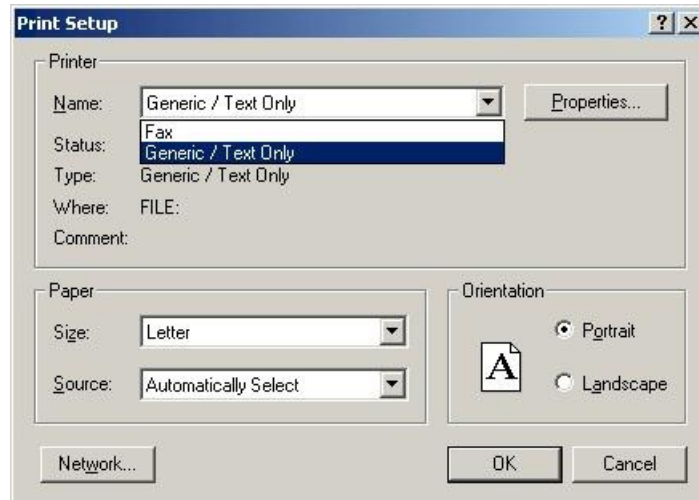 Print Setup
Printer
Name: Generic / Text Only Properties...
Fax
Status: Generic / Text Only
Type: Generic / Text Only
Where: FILE:
Comment:
Paper
Size: Letter
Source: Automatically Select
Orientation
A Portrait
Landscape
Network... OK Cancel